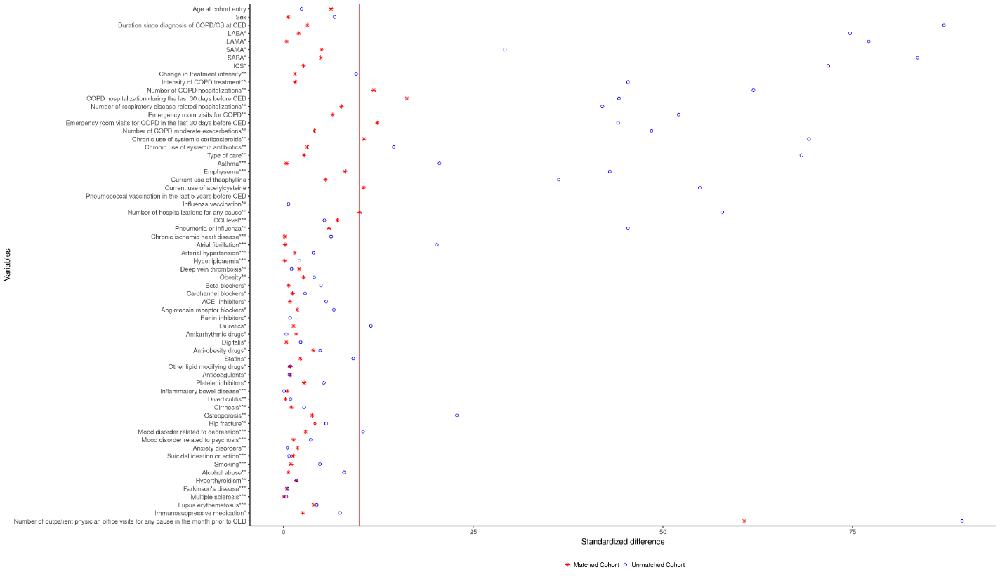 Age at cohort entry
Sex
Duration since diagnosis of COPD/CB at CED
LABA*
LAMA*
SAMA*
SABA*
ICS*
Change in treatment intensity**
Intensity of COPD treatment*^
Number of COPD hospitalizations**
COPD hospitalization during the last 30 days before CED
Number of respiratory disease related hospitalizations**
Emergency room visits for COPD**
Emergency room visits for COPD in the last 30 days before CED
Number of COPD moderate exacerbations**
Chronic use of systemic corticosteroids**
Chronic use of systemic antibiotics**
Type of care**
Asthma***
Emphysema***
Current use of theophylline
Current use of acetylcysteine
Pneumococcal vaccination in the last 5 years before CED
Influenza vaccination**
Number of hospitalizations for any cause**
CCI level***
Pneumonia or influenza**
Chronic ischemic heart disease***
Atrial fibrillation***
Arterial hypertension***
Hyperlipidaemia***
Deep vein thrombosis**
Obesity**
Beta-blockers*
Ca-channel blockers*
ACE- inhibitors*
Angiotensin receptor blockers*
Renin inhibitors*
Diuretics*
Antiarrhythmic drugs*
Digitalis*
Anti-obesity drugs*
Statins*
Other lipid modifying drugs*
Anticoagulants*
Platelet inhibitors*
Inflammatory bowel disease***
Diverticulitis**
Cirrhosis***
Osteoporosis**
Hip fracture**
Mood disorder related to depression***
Mood disorder related to psychosis***
Anxiety disorders**
Suicidal ideation or action***
Smoking***
Alcohol abuse**
Hyperthyroidism**
Parkinson's disease***
Multiple sclerosis***
Lupus erythematosus***
Immunosuppressive medication*
Number of outpatient physician office visits for any cause in the month prior to CED
Variables
0 25 50 75
Standardized difference
Matched Cohort Unmatched Cohort